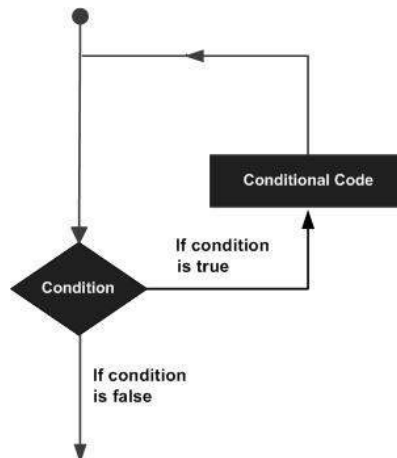 Conditional Code
If condition
is true
Condition
If condition
is false